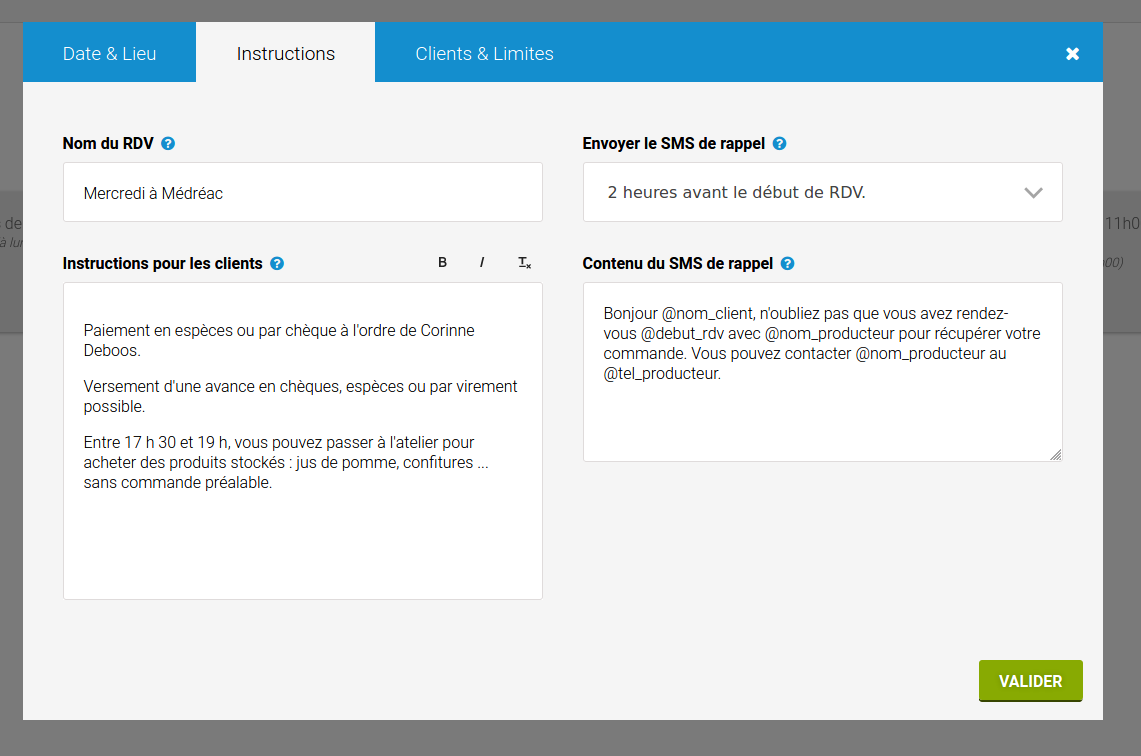 Date & Lieu
Instructions
Clients & Limites
Nom du RDV
Mercredi à Médréac
Envoyer le SMS de rappel
2 heures avant le début de RDV.
Instructions pour les clients
B
I
Tx
Paiement en espèces ou par chèque à l'ordre de Corinne
Deboos.
Versement d'une avance en chèques, espèces ou par virement
possible.
Entre 17 h 30 et 19 h, vous pouvez passer à l'atelier pour
acheter des produits stockés : jus de pomme, confitures ...
sans commande préalable.
Contenu du SMS de rappel
Bonjour @nom_client, n'oubliez pas que vous avez rendez-
vous @debut_rdv avec @nom_producteur pour récupérer votre
commande. Vous pouvez contacter @nom_producteur au
@tel_producteur.
VALIDER
de
à lun
11h0
h00)